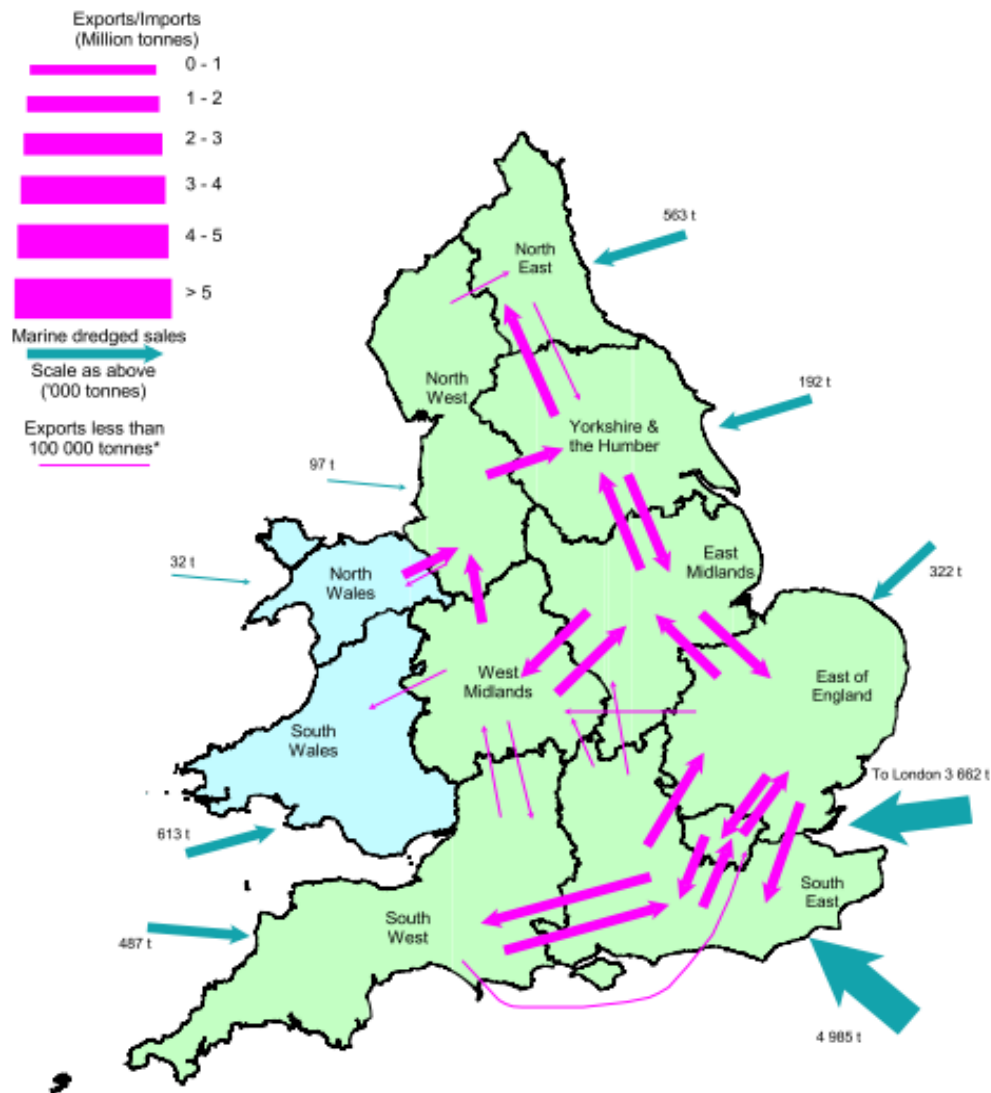 Exports/Imports
(Million tonnes)
0 - 1
1 - 2
2 - 3
3 - 4
4 - 5
> 5
Marine dredged sales
Scale as above
('000 tonnes)
Exports less than
100 000 tonnes*
563 t
North
East
192 t
North
West
Yorkshire &
the Humber
97 t
East
Midlands
32 t
North
Wales
322 t
West
Midlands
East of
England
South
Wales
To London 3 662 t
613 t
South
East
South
West
487 t
4 985 t